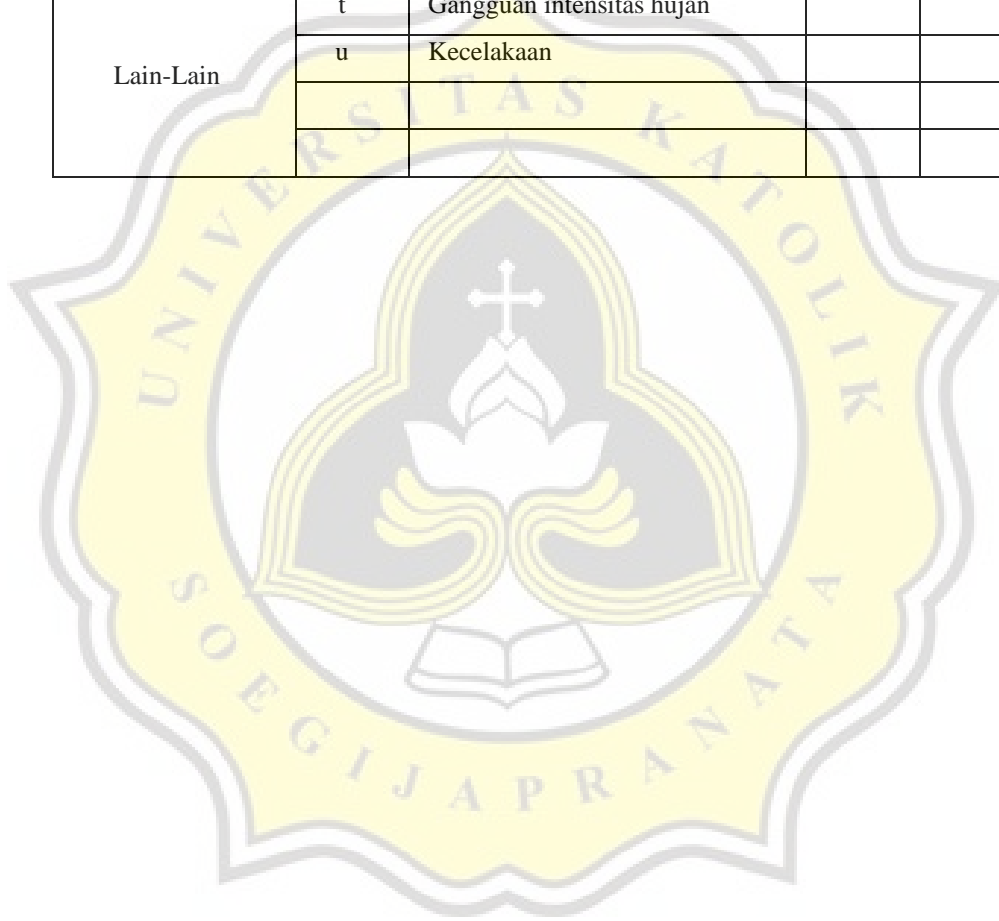 t Gangguan intensitas hujan
Lain-Lain u Kecelakaan
UNIVERSITAS KATOLIK
SOEGIJAPRANATA